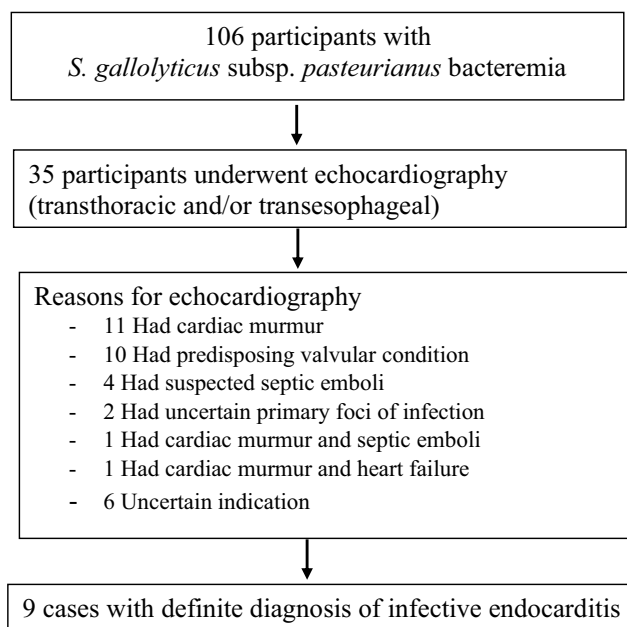 106 participants with
S. gallolyticus subsp. pasteurianus bacteremia
35 participants underwent echocardiography
(transthoracic and/or transesophageal)
Reasons for echocardiography
- 11 Had cardiac murmur
- 10 Had predisposing valvular condition
- 4 Had suspected septic emboli
- 2 Had uncertain primary foci of infection
- 1 Had cardiac murmur and septic emboli
- 1 Had cardiac murmur and heart failure
- 6 Uncertain indication
9 cases with definite diagnosis of infective endocarditis